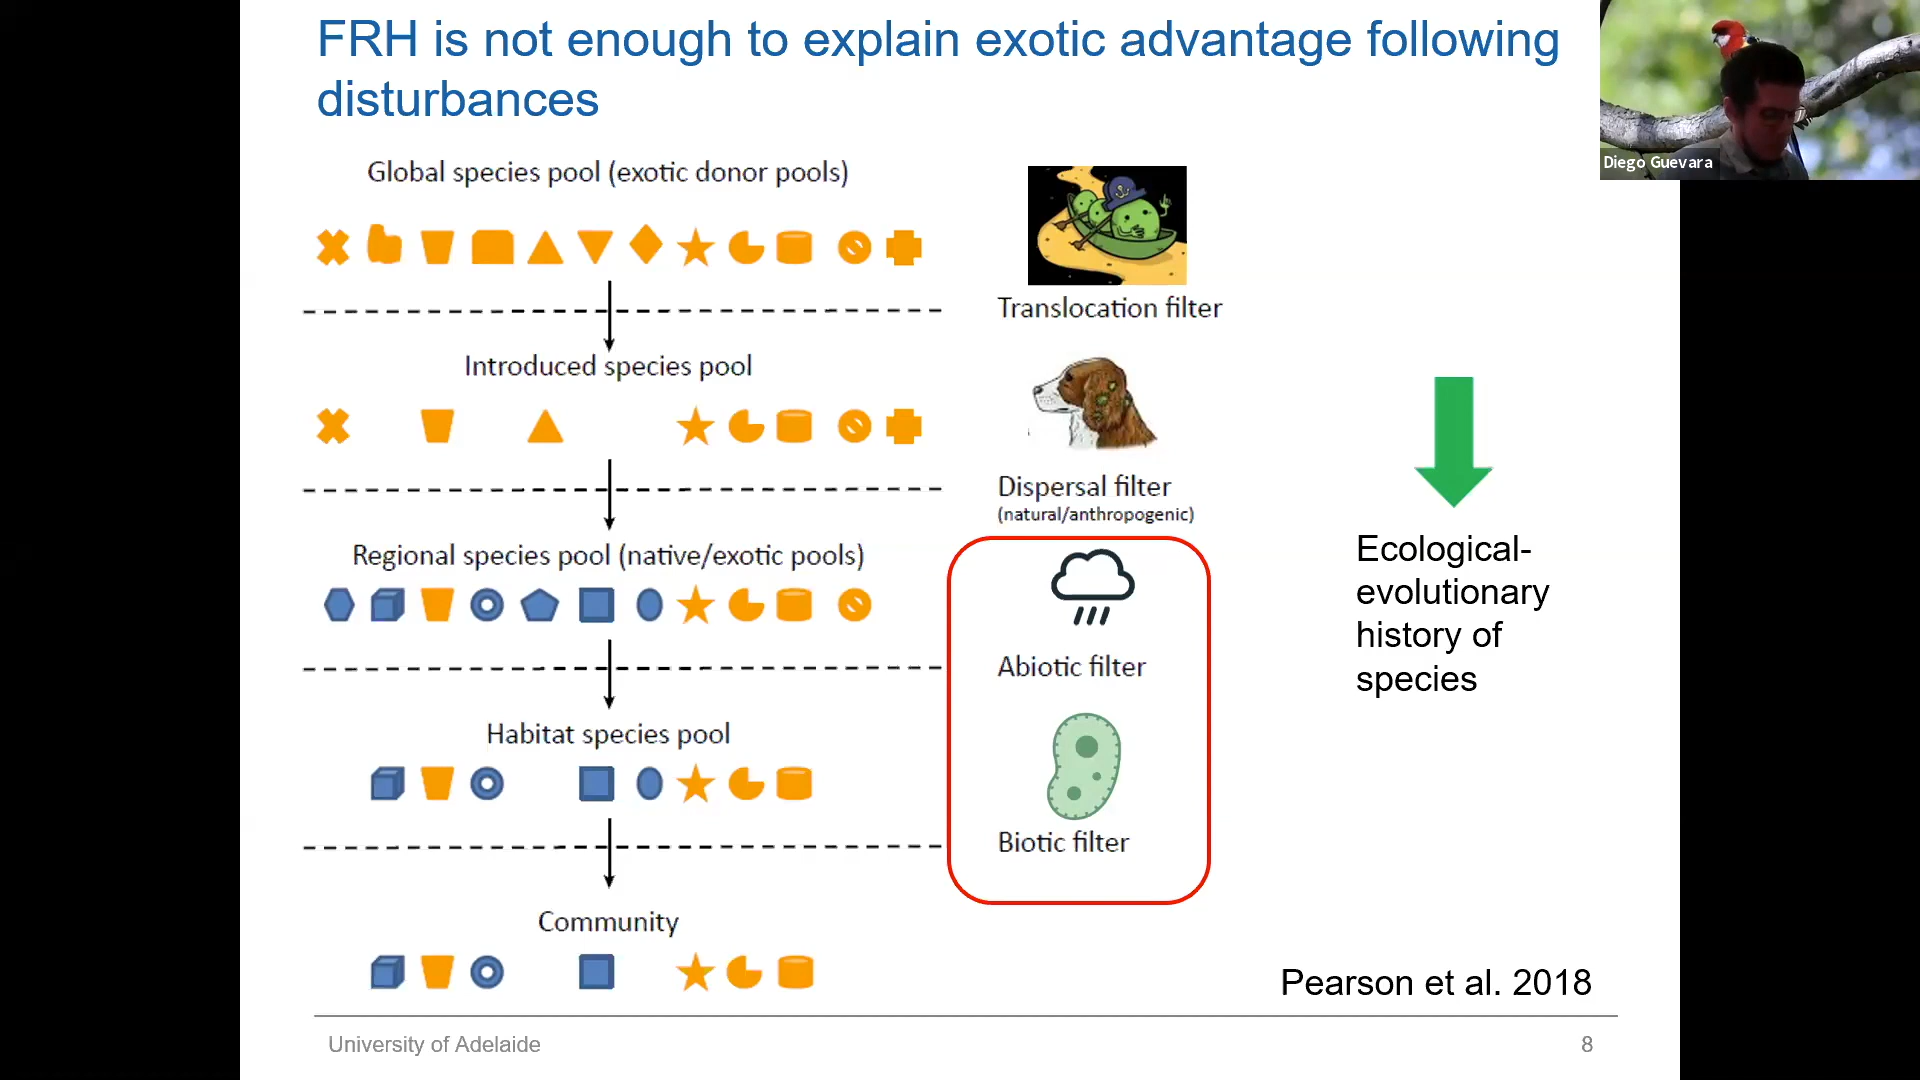 FRH is not enough to explain exotic advantage following
disturbances
Diego Guevara
Global species pool (exotic donor pools)
Translocation filter
Introduced species pool
Dispersal filter
(natural/anthropogenic)
Regional species pool (native/exotic pools)
Abiotic filter
Habitat species pool
Biotic filter
Community
Ecological-
evolutionary
history of
species
Pearson et al. 2018
University of Adelaide
8